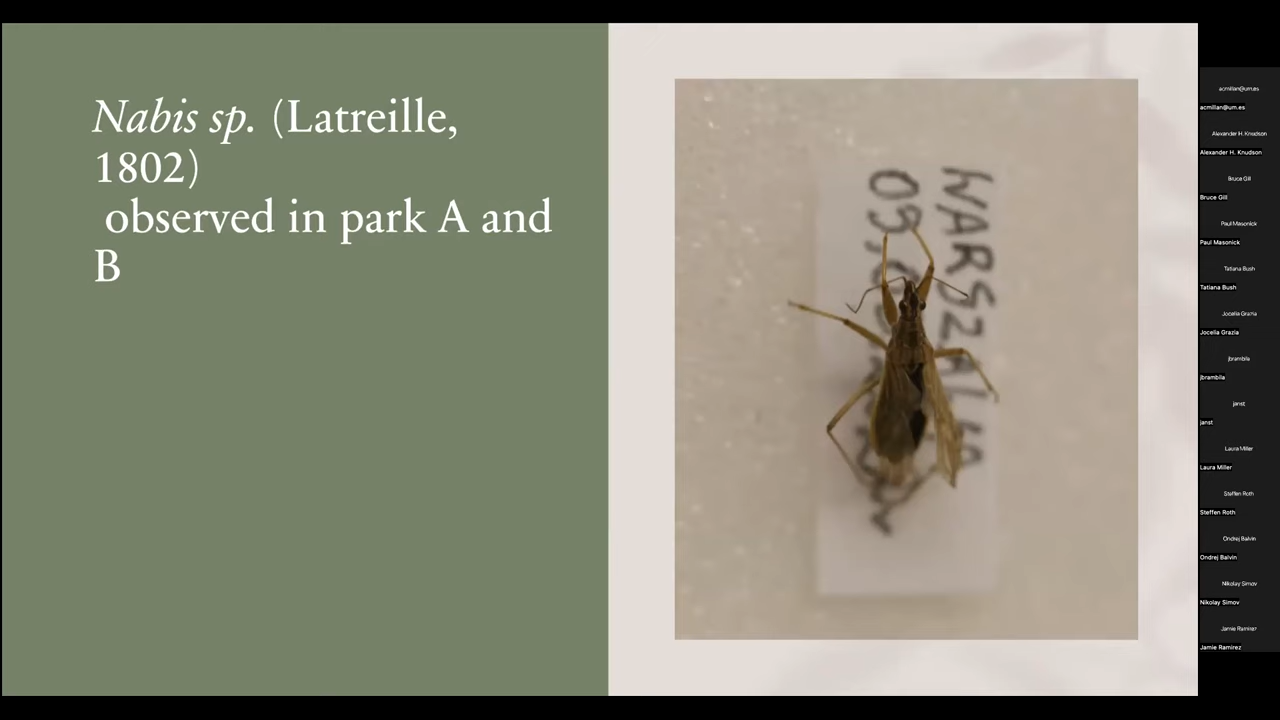 Nabis sp. (Latreille,
1802)
observed in park A and
B
WARSZAWA
acmillan@um.es
acmillan@um.es
Alexander H. Knudson
Alexander H. Knudson
Bruce Gill
Bruce Gill
Paul Masonick
Paul Masonick
Tatiana Bush
Tatiana Bush
Jocelia Grazia
Jocelia Grazia
jbrambila
jbrambila
janst
janst
Laura Miller
Laura Miller
Steffen Roth
Steffen Roth
Ondrej Balvin
Ondrej Balvin
Nikolay Simov
Nikolay Simov
Jamie Ramirez
Jamie Ramirez